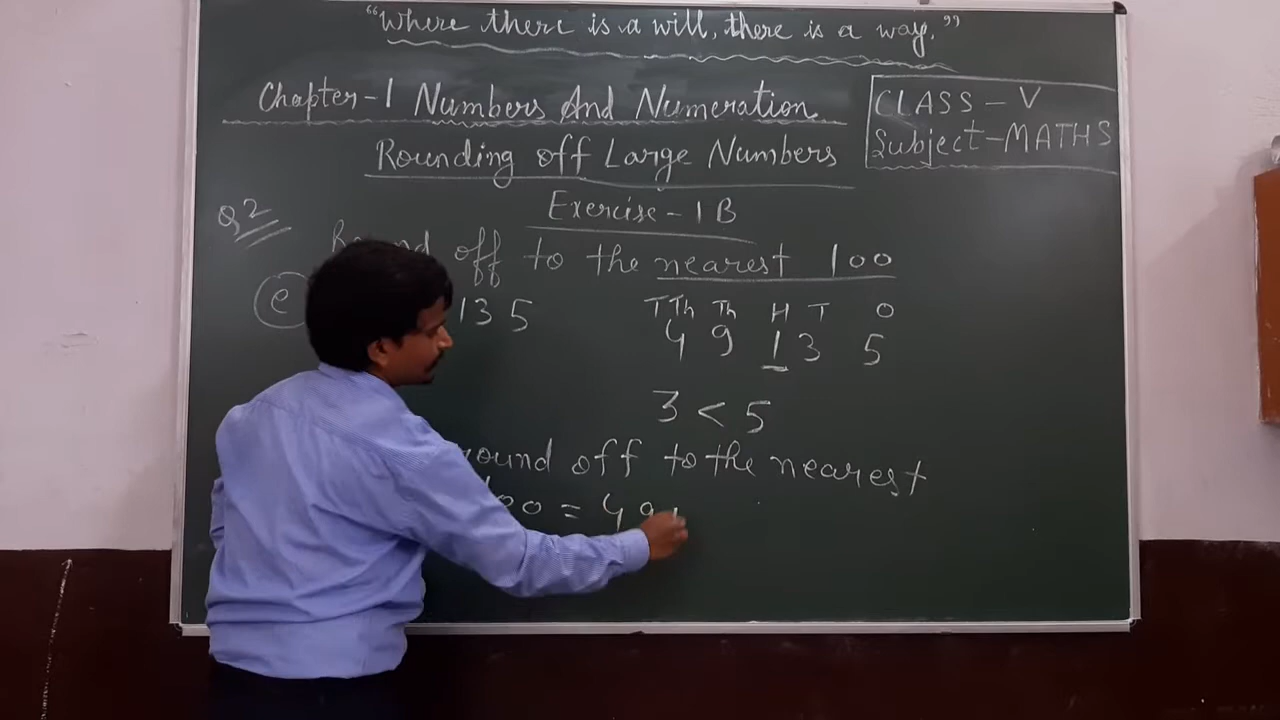 “Where there is a will, there is a way.”
Chapter-1 Numbers And Numeration
CLASS - V
Subject-MATHS
Rounding off Large Numbers
Exercise - 1B
Q2
off to the nearest 100
(e) 135
TTh Th H T O
4 9 1 3 5
3 < 5
round off to the nearest
100 = 491